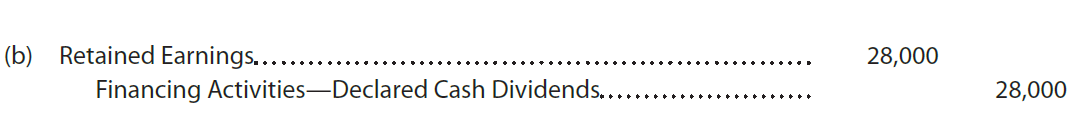 (b) Retained Earnings.............................................................................. 28,000
Financing Activities—Declared Cash Dividends............................. 28,000